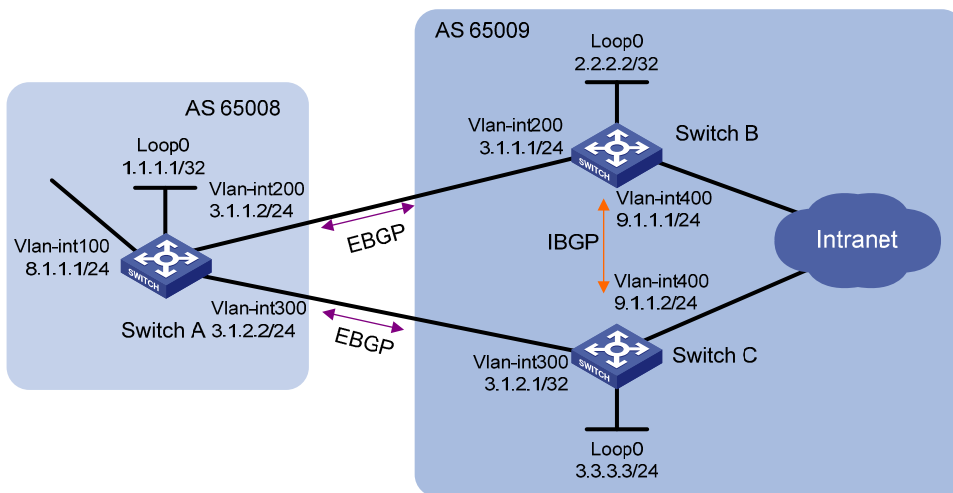 AS 65008
Loop0
1.1.1.1/32
Vlan-int200
3.1.1.2/24
Vlan-int100
8.1.1.1/24
SWITCH
Switch A
Vlan-int300
3.1.2.2/24
EBGP
EBGP
AS 65009
Loop0
2.2.2.2/32
Vlan-int200
3.1.1.1/24
SWITCH
Switch B
Vlan-int400
9.1.1.1/24
IBGP
Intranet
Vlan-int400
9.1.1.2/24
Vlan-int300
3.1.2.1/32
SWITCH
Switch C
Loop0
3.3.3.3/24